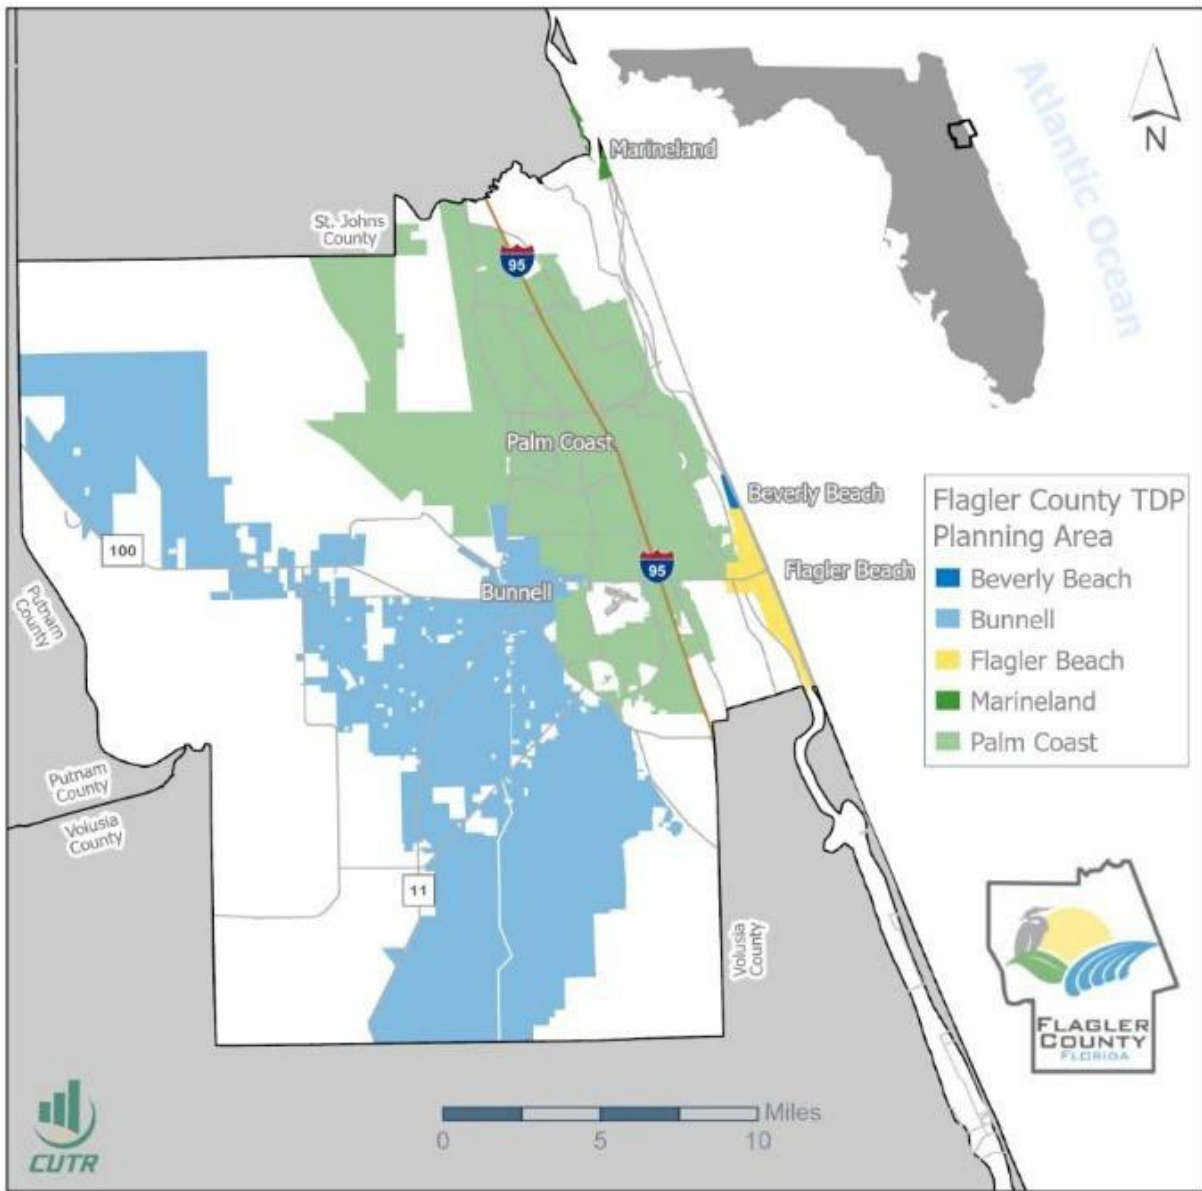 Atlantic Ocean
N
Marineland
St. Johns
County
95
Palm Coast
Beverly Beach
Flagler County TDP
Planning Area
Beverly Beach
Bunnell
Flagler Beach
Marineland
Palm Coast
100
95
Flagler Beach
Bunnell
Putnam
County
Putnam
County
Volusia
County
11
Volusia
County
FLAGLER
COUNTY
FLORIDA
Miles
0 5 10
CUTR